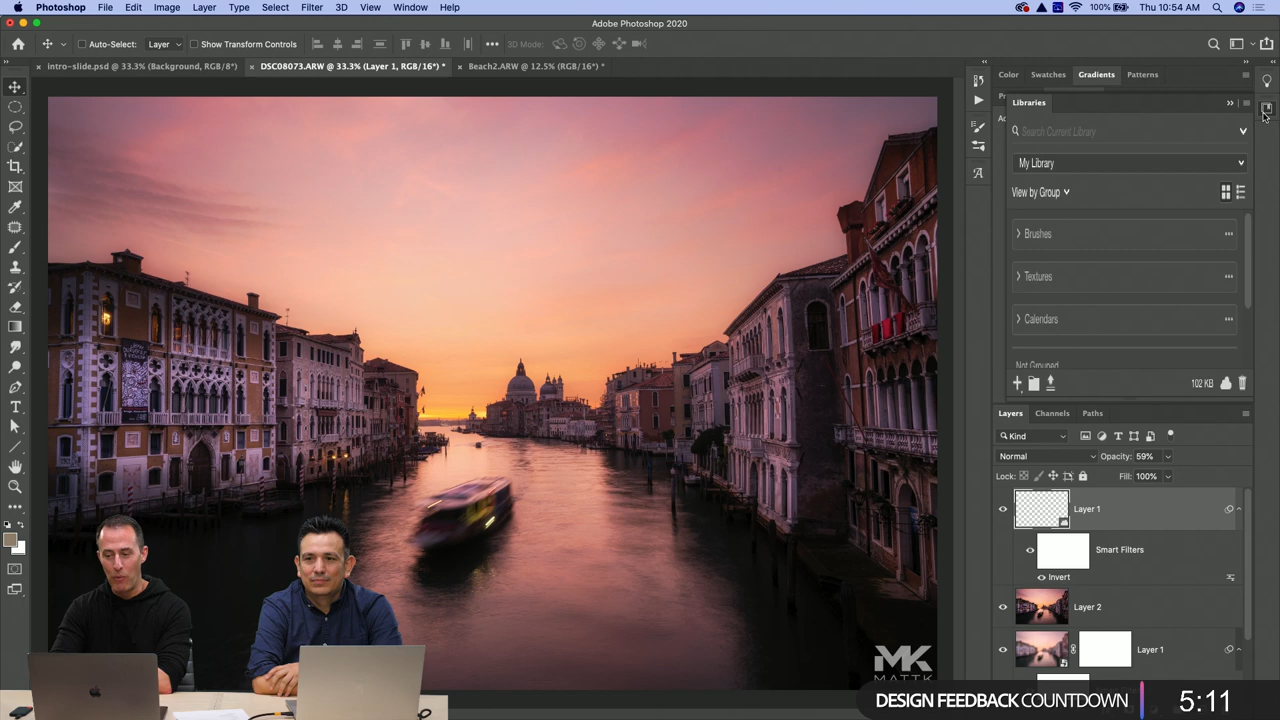 Photoshop File Edit Image Layer Type Select Filter 3D View Window Help 100% Thu 10:54 AM
Adobe Photoshop 2020
Auto-Select: Layer Show Transform Controls 3D Mode:
intro-slide.psd @ 33.3% (Background, RGB/8*) DSC08073.ARW @ 33.3% (Layer 1, RGB/16*) * Beach2.ARW @ 12.5% (RGB/16*) *
Color Swatches Gradients Patterns
Libraries
Search Current Library
My Library
View by Group
Brushes
Textures
Calendars
Not Grouped
102 KB
Layers Channels Paths
Kind
Normal Opacity: 59%
Lock: Fill: 100%
Layer 1
Smart Filters
Invert
Layer 2
Layer 1
MK
MATTK
DESIGN FEEDBACK COUNTDOWN 5:11